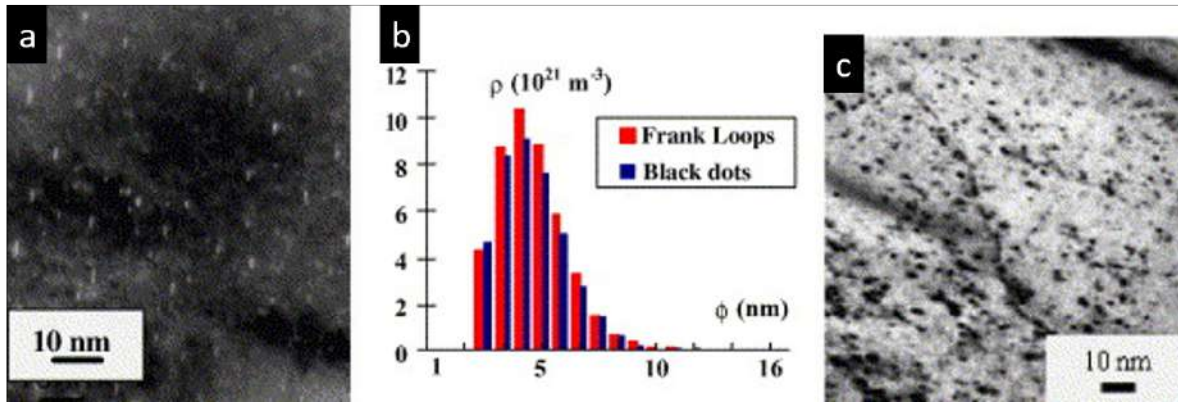 a
10 nm
b
ρ (10²¹ m⁻³)
12
10
8
6
4
2
0
Frank Loops
Black dots
ϕ (nm)
1 5 10 16
c
10 nm